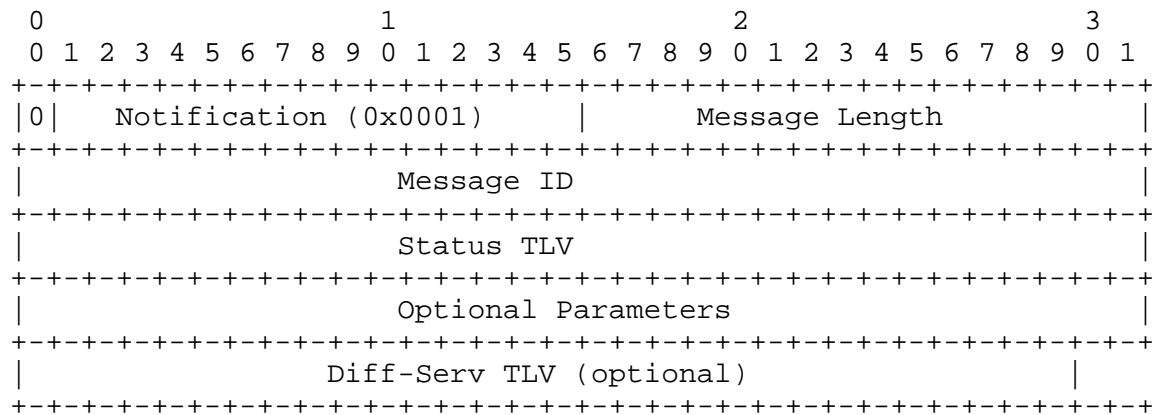 0                   1                   2                   3
 0 1 2 3 4 5 6 7 8 9 0 1 2 3 4 5 6 7 8 9 0 1 2 3 4 5 6 7 8 9 0 1
+-+-+-+-+-+-+-+-+-+-+-+-+-+-+-+-+-+-+-+-+-+-+-+-+-+-+-+-+-+-+-+-+
|0|   Notification (0x0001)     |      Message Length           |
+-+-+-+-+-+-+-+-+-+-+-+-+-+-+-+-+-+-+-+-+-+-+-+-+-+-+-+-+-+-+-+-+
|                     Message ID                                |
+-+-+-+-+-+-+-+-+-+-+-+-+-+-+-+-+-+-+-+-+-+-+-+-+-+-+-+-+-+-+-+-+
|                     Status TLV                                |
+-+-+-+-+-+-+-+-+-+-+-+-+-+-+-+-+-+-+-+-+-+-+-+-+-+-+-+-+-+-+-+-+
|                     Optional Parameters                       |
+-+-+-+-+-+-+-+-+-+-+-+-+-+-+-+-+-+-+-+-+-+-+-+-+-+-+-+-+-+-+-+-+
|                 Diff-Serv TLV (optional)                  |
+-+-+-+-+-+-+-+-+-+-+-+-+-+-+-+-+-+-+-+-+-+-+-+-+-+-+-+-+-+-+-+-+